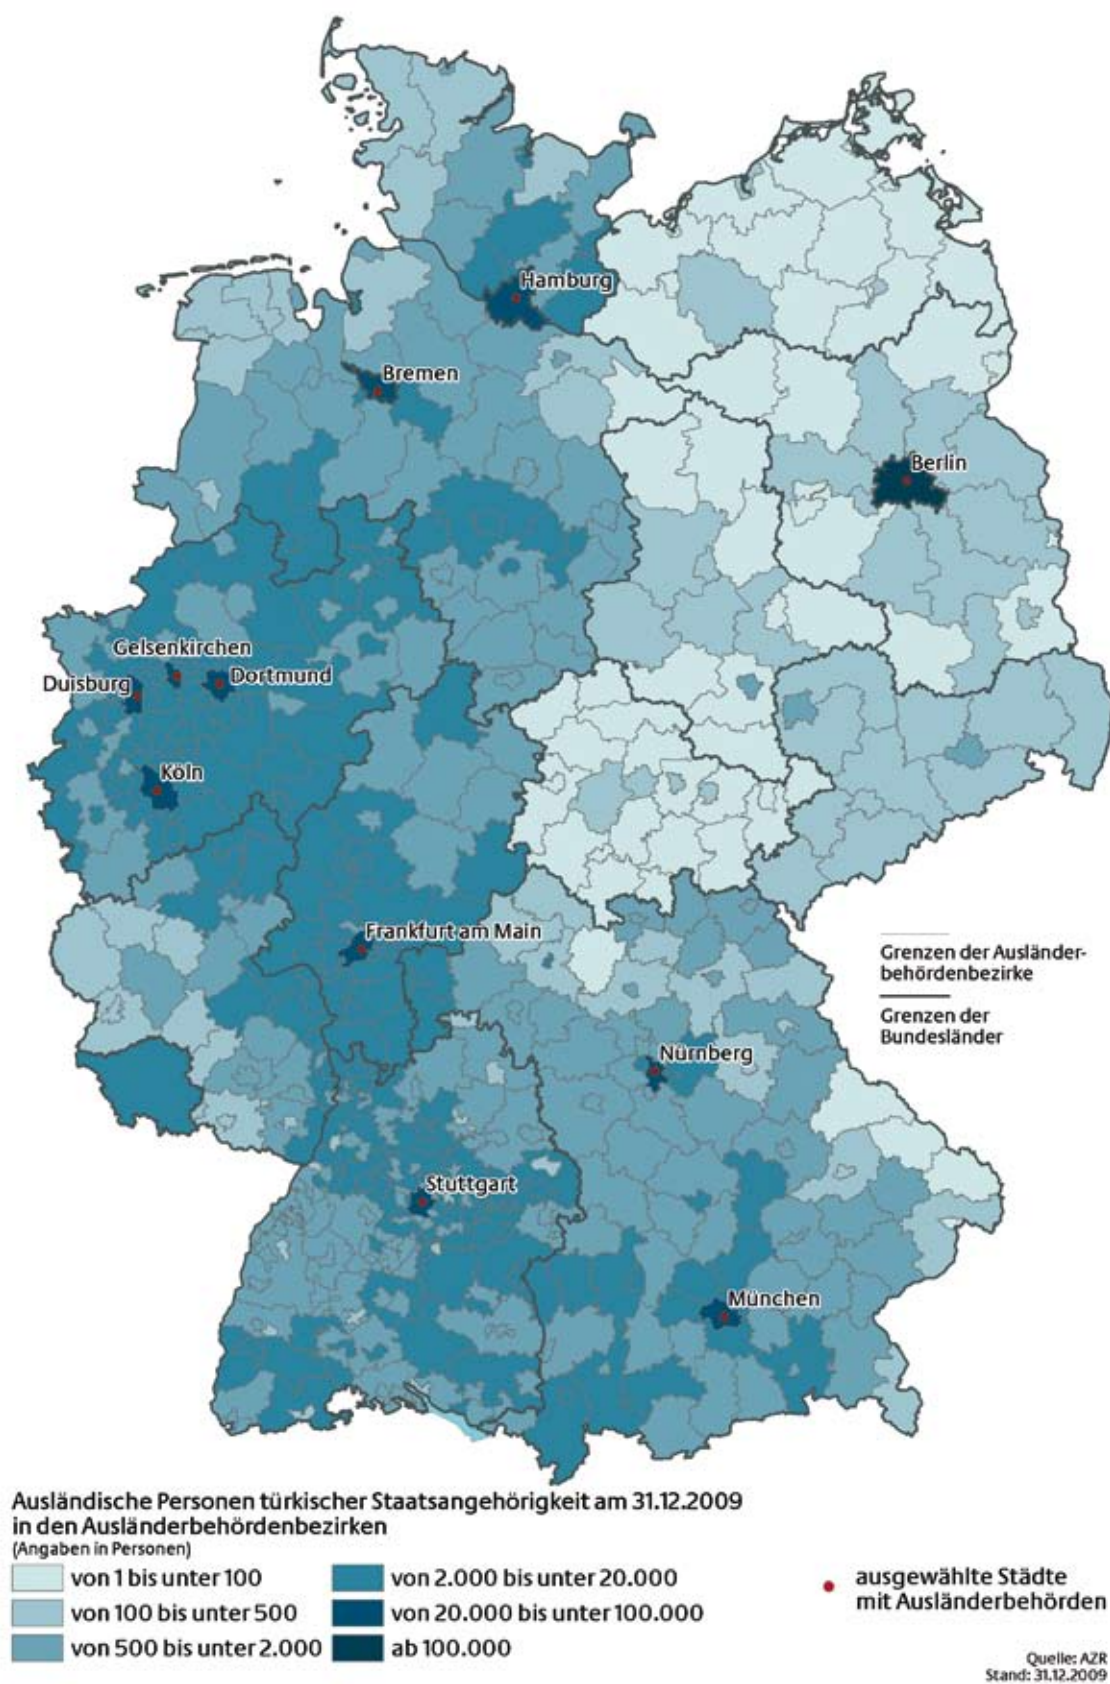 Hamburg
Bremen
Berlin
Gelsenkirchen
Duisburg
Dortmund
Köln
Frankfurt am Main
Grenzen der Ausländer-
behördenbezirke
Grenzen der
Bundesländer
Nürnberg
Stuttgart
München
Ausländische Personen türkischer Staatsangehörigkeit am 31.12.2009
in den Ausländerbehördenbezirken
(Angaben in Personen)
von 1 bis unter 100
von 100 bis unter 500
von 500 bis unter 2.000
von 2.000 bis unter 20.000
von 20.000 bis unter 100.000
ab 100.000
ausgewählte Städte
mit Ausländerbehörden
Quelle: AZR
Stand: 31.12.2009